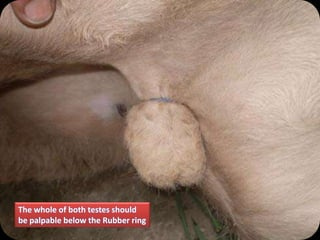 The whole of both testes should
be palpable below the Rubber ring